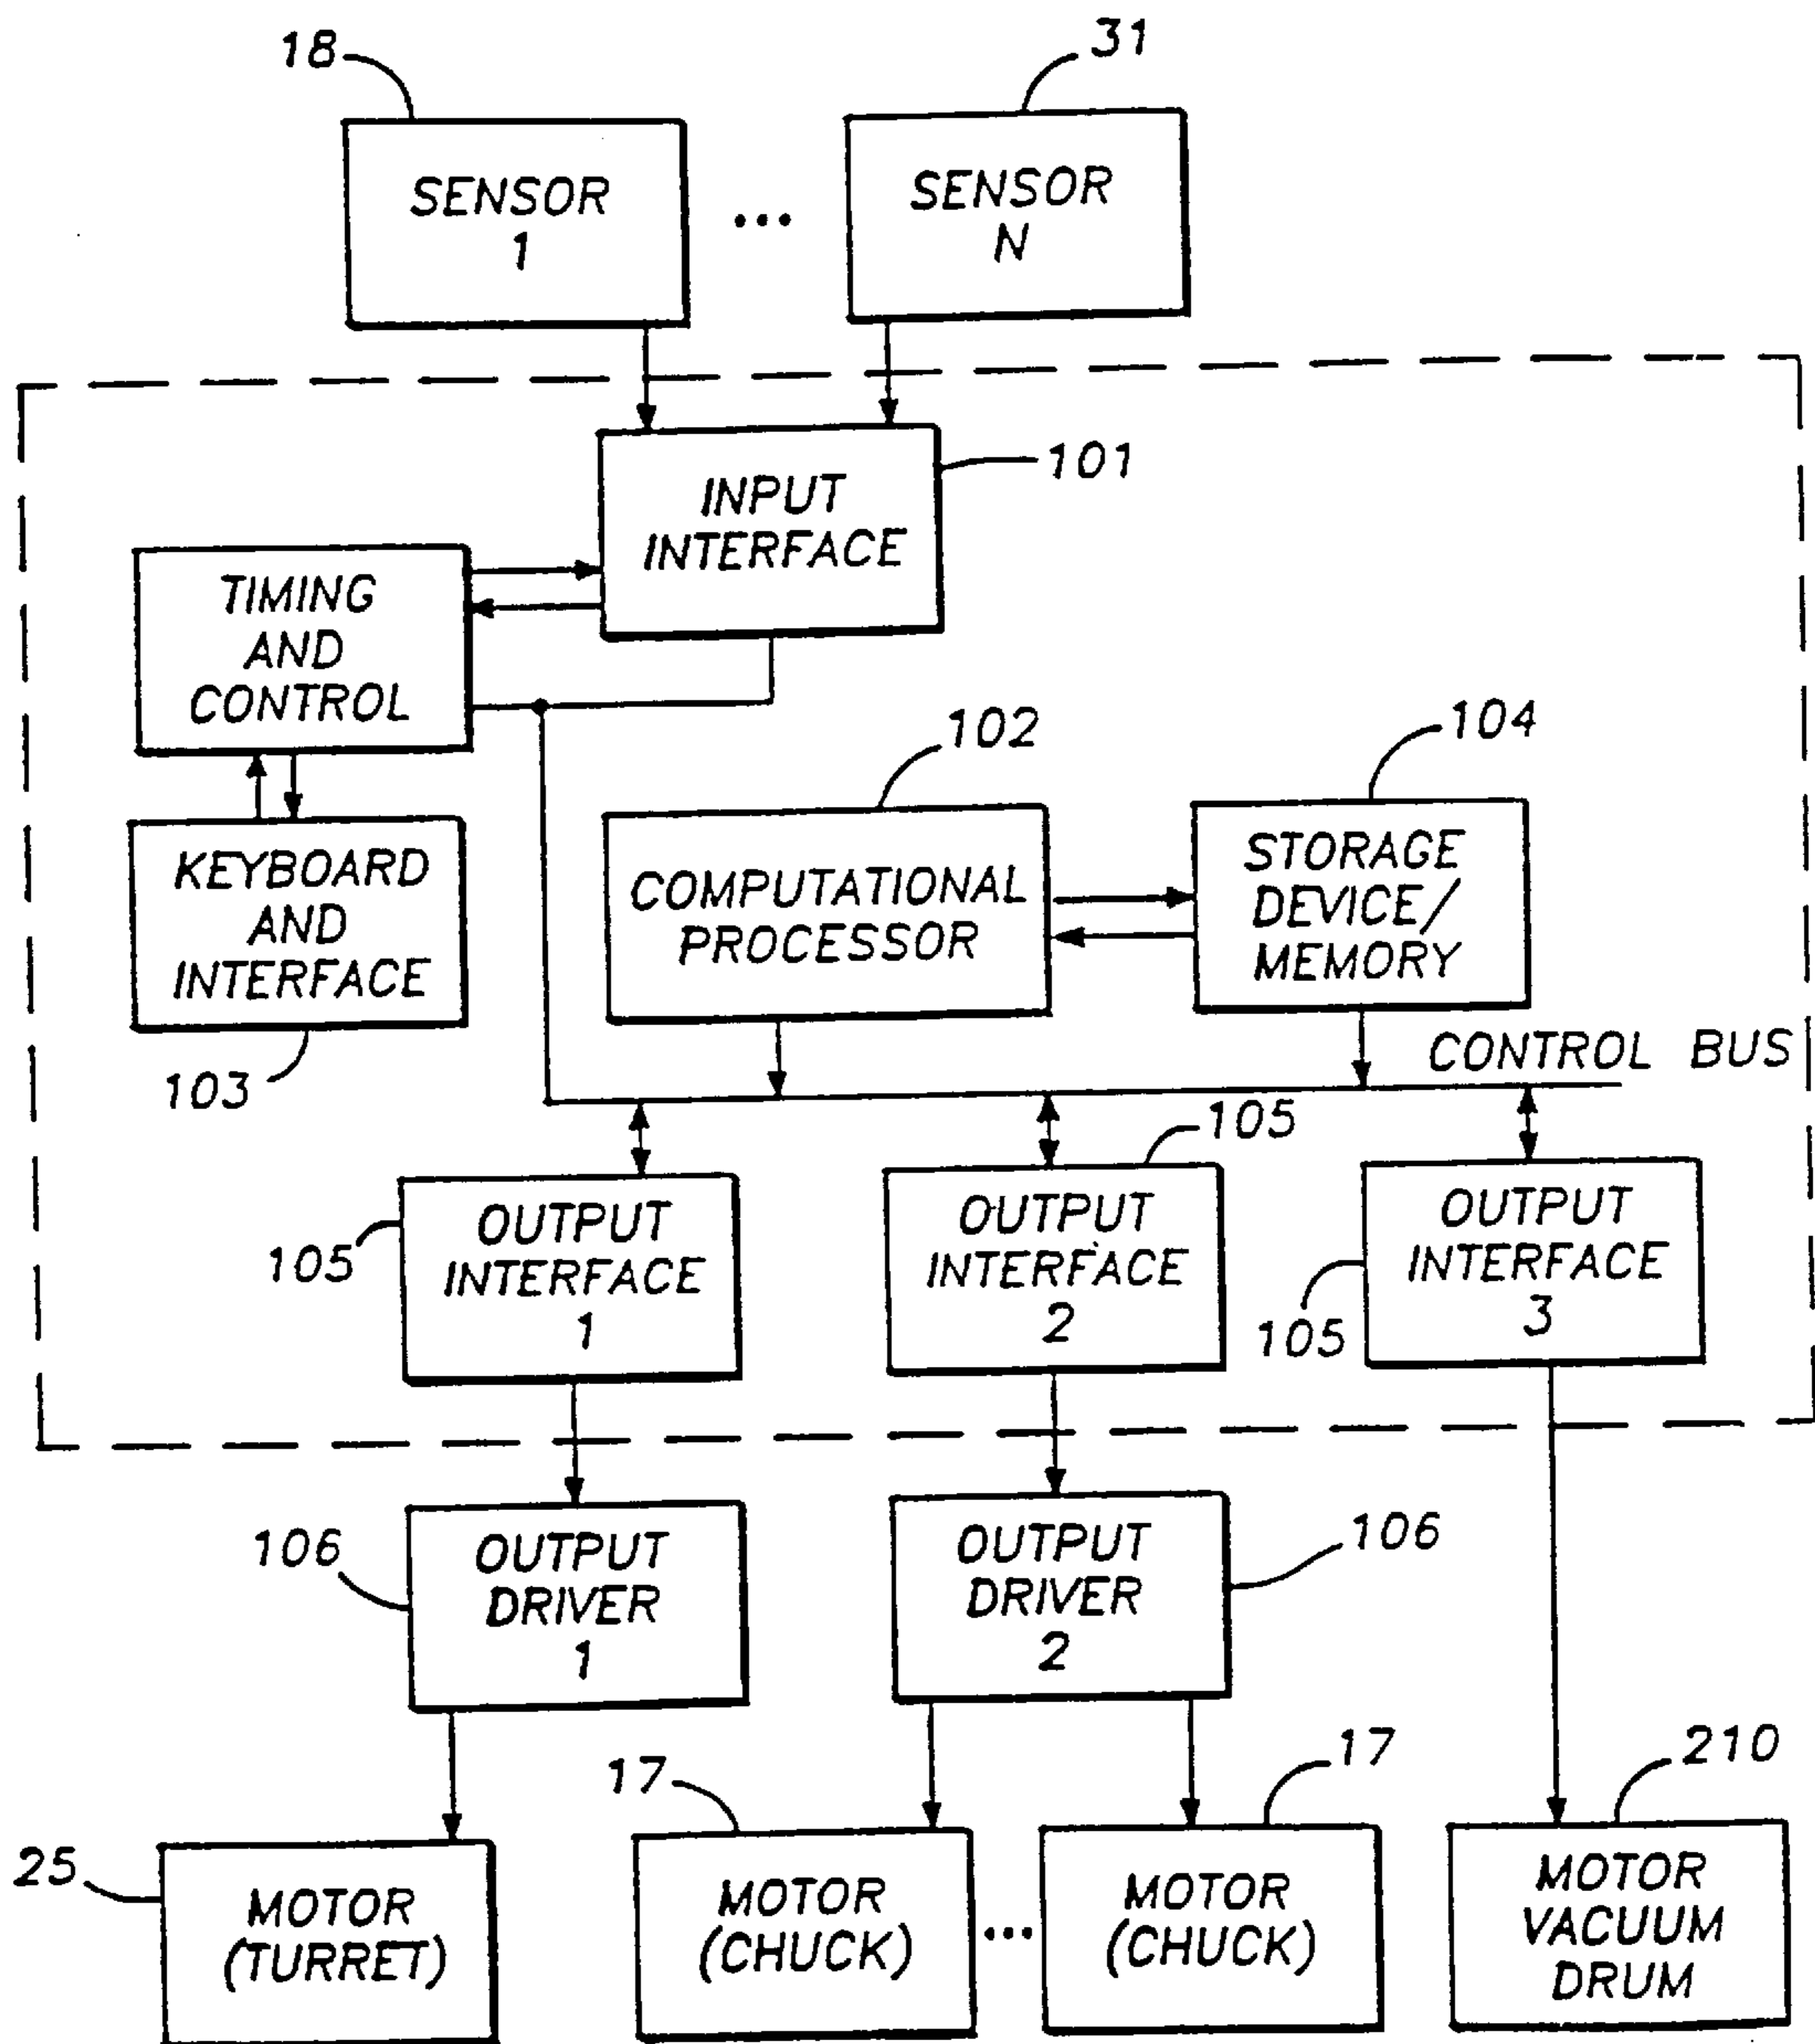 18
31
SENSOR
1
...
SENSOR
N
101
INPUT
INTERFACE
TIMING
AND
CONTROL
102
104
KEYBOARD
AND
INTERFACE
103
COMPUTATIONAL
PROCESSOR
STORAGE
DEVICE/
MEMORY
CONTROL BUS
105
OUTPUT
INTERFACE
1
105
OUTPUT
INTERFACE
2
105
OUTPUT
INTERFACE
3
106
OUTPUT
DRIVER
1
OUTPUT
DRIVER
2
106
25
MOTOR
(TURRET)
17
MOTOR
(CHUCK)
...
17
MOTOR
(CHUCK)
210
MOTOR
VACUUM
DRUM